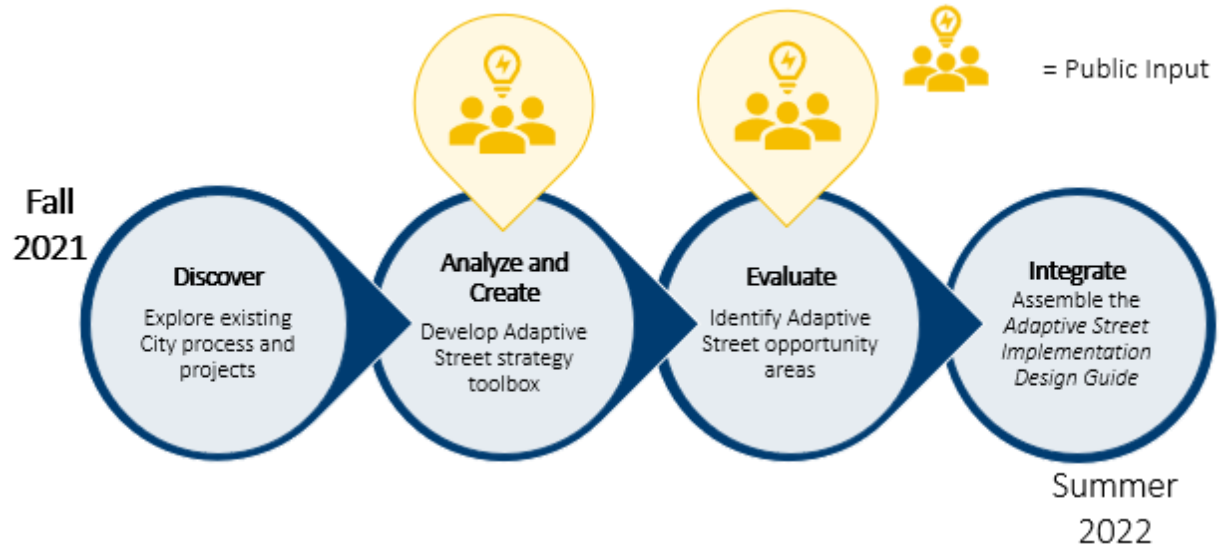 = Public Input
Fall
2021
Discover
Explore existing
City process and
projects
Analyze and
Create
Develop Adaptive
Street strategy
toolbox
Evaluate
Identify Adaptive
Street opportunity
areas
Integrate
Assemble the
Adaptive Street
Implementation
Design Guide
Summer
2022